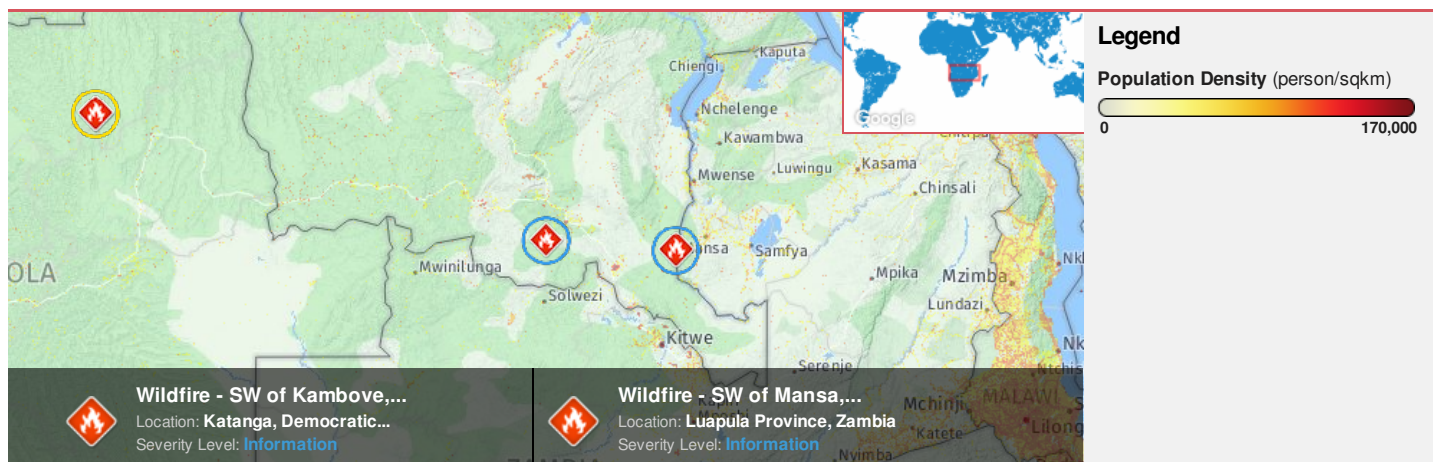 Kaputa
Chiengi
Google
Nchelenge
Kawambwa
Luwingu
Kasama
Mwense
Chinsali
OLA
Mwinilunga
Samfya
Mpika
Mzimba
Solwezi
Lundazi
Kitwe
Serenje
Wildfire - SW of Kambove,...
Location: Katanga, Democratic...
Severity Level: Information
Wildfire - SW of Mansa,...
Location: Luapula Province, Zambia
Severity Level: Information
Mchinji
MALAWI
Katete
Lilong
Nyimba
Legend
Population Density (person/sqkm)
0
170,000